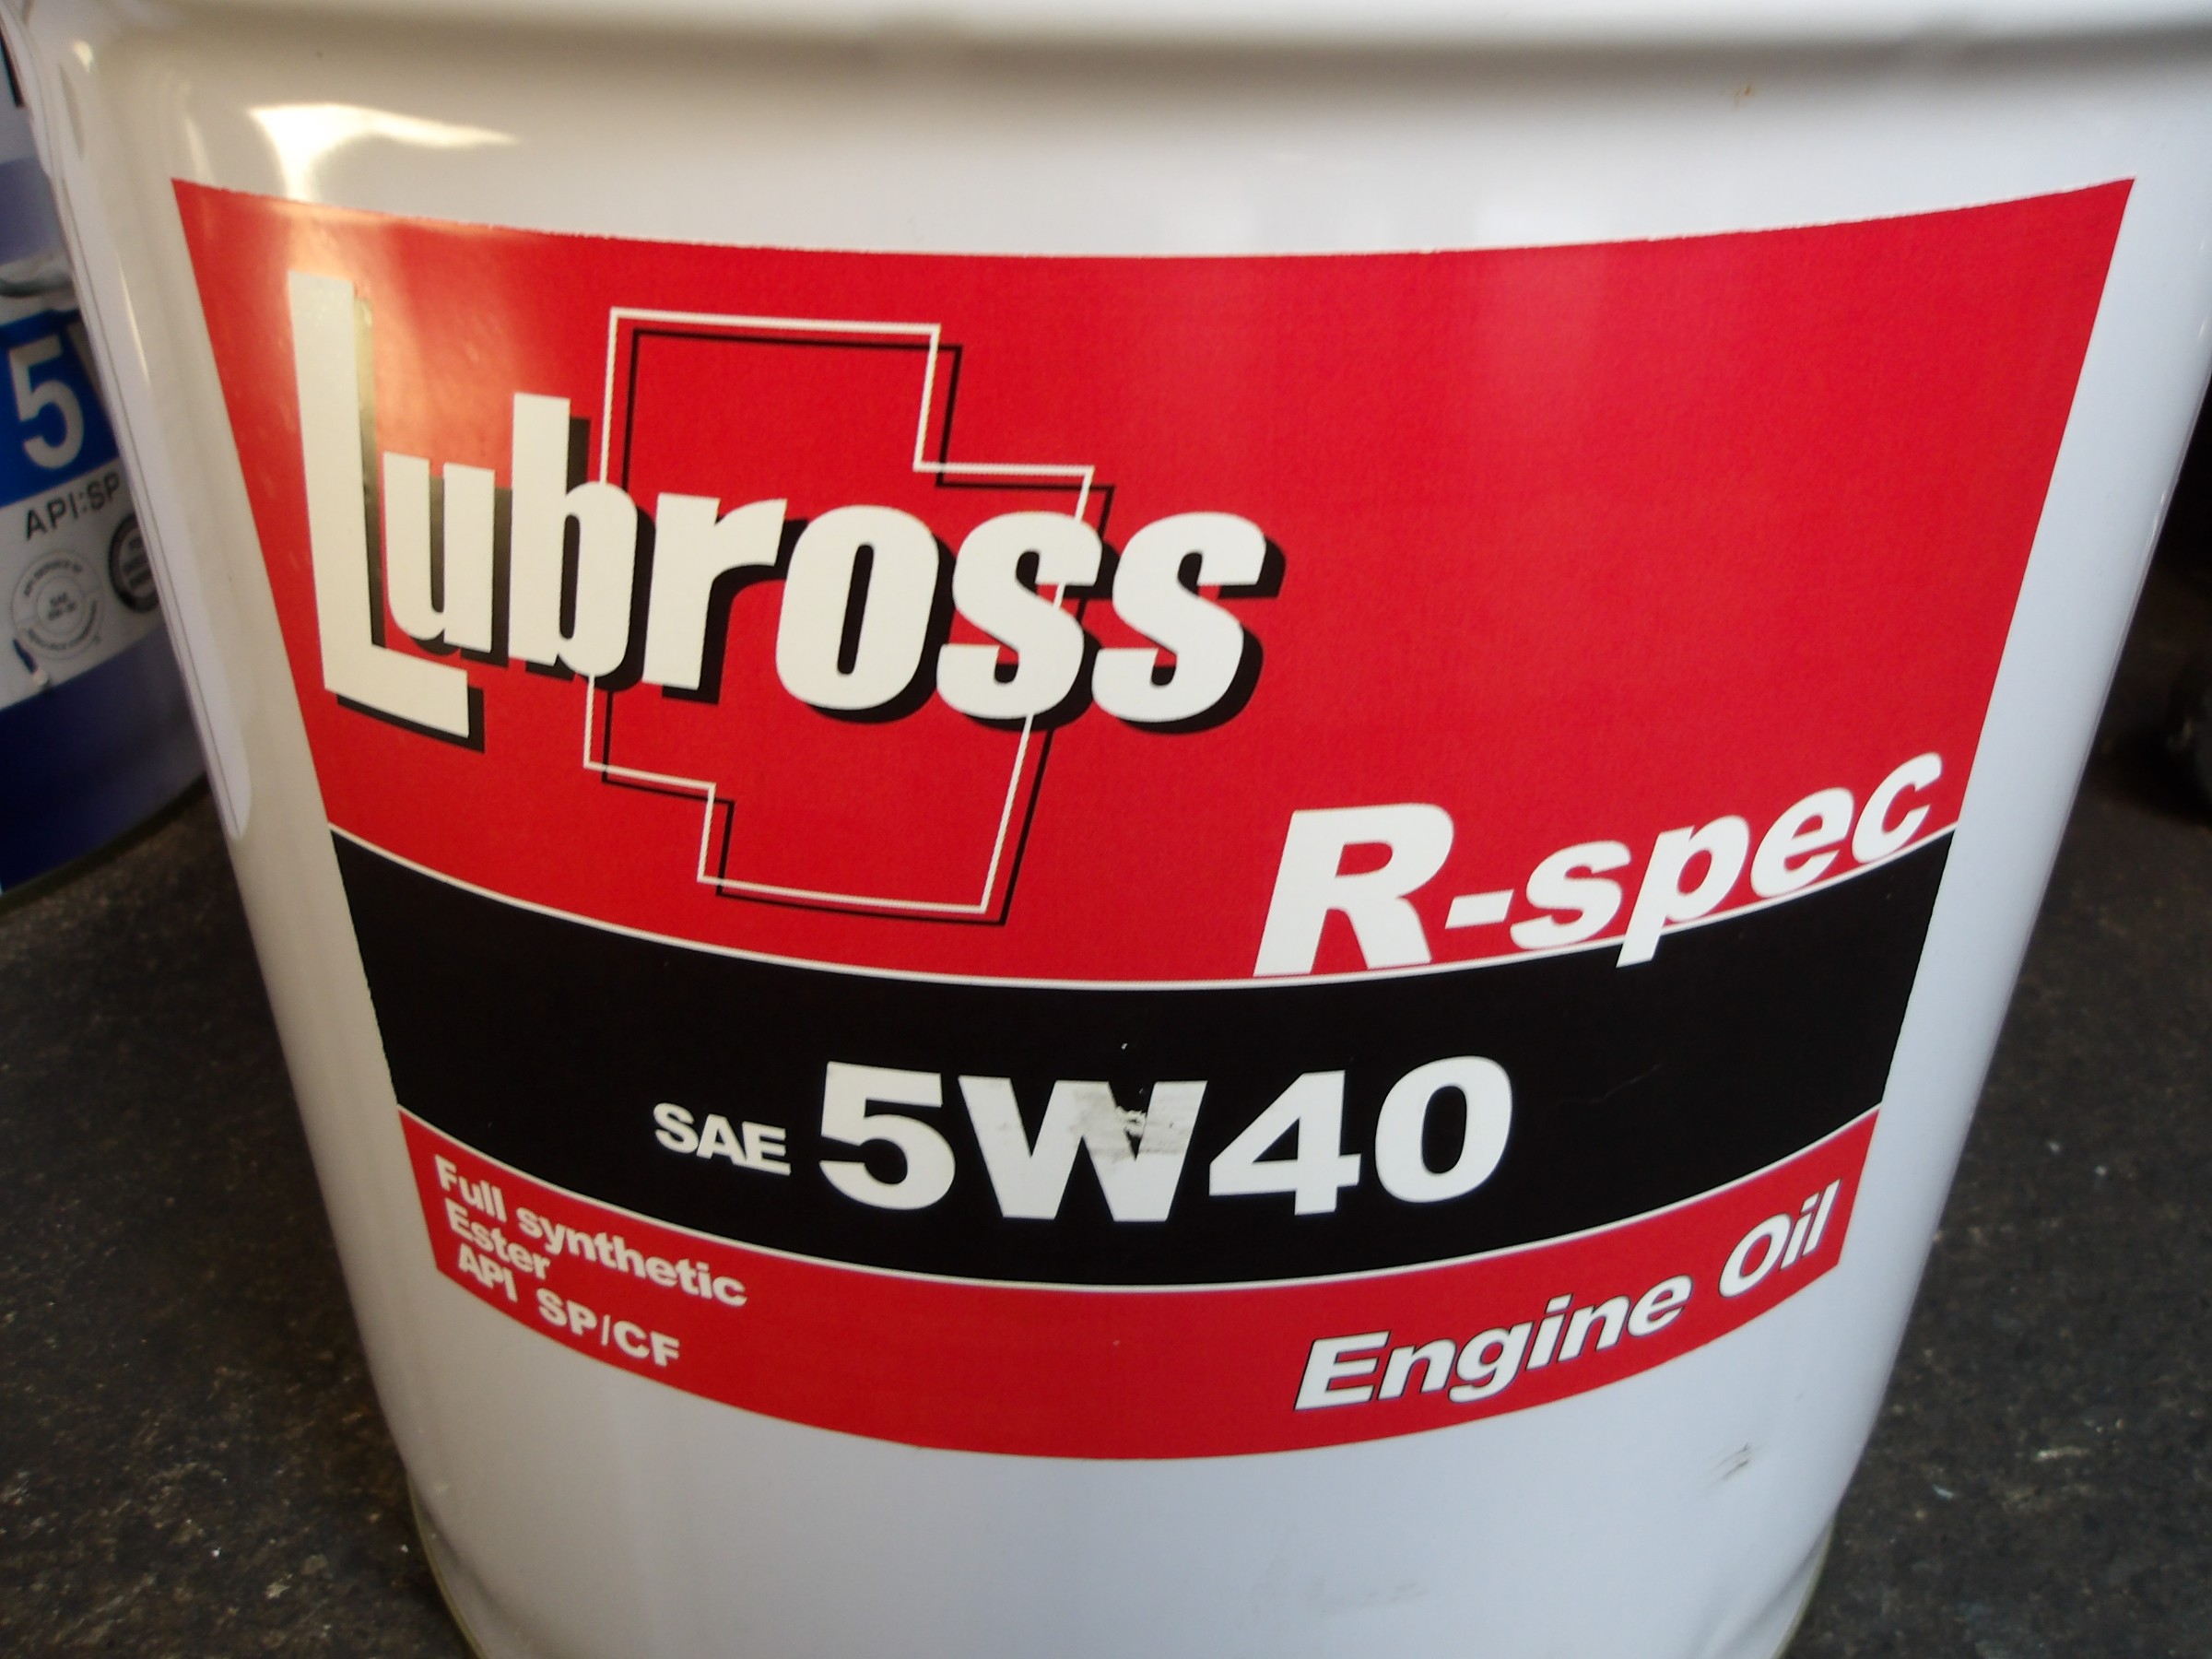 Lubross
R-spec
SAE 5W40
Full synthetic
Ester
API SP/CF
Engine Oil
5
API:SP